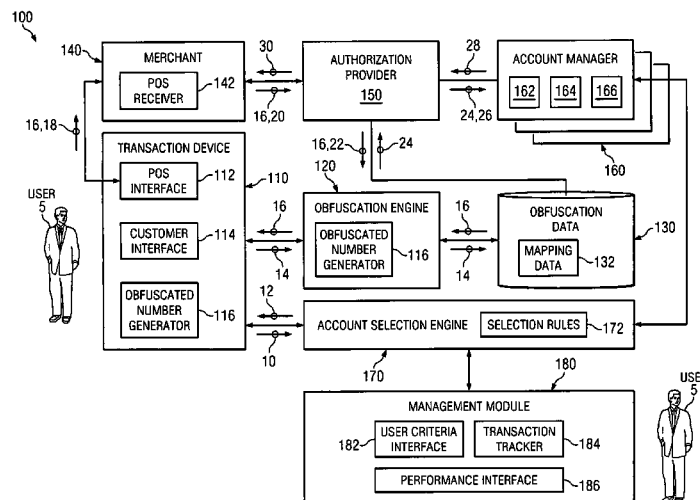 100
140
MERCHANT
POS
RECEIVER
142
30
16,20
AUTHORIZATION
PROVIDER
150
28
24,26
ACCOUNT MANAGER
162
164
166
160
16,18
TRANSACTION DEVICE
POS
INTERFACE
112
110
CUSTOMER
INTERFACE
114
OBFUSCATED
NUMBER
GENERATOR
116
USER
5
16,22
24
120
OBFUSCATION ENGINE
OBFUSCATED
NUMBER
GENERATOR
116
16
14
16
14
OBFUSCATION
DATA
MAPPING
DATA
132
130
12
10
ACCOUNT SELECTION ENGINE
SELECTION RULES
172
170
180
MANAGEMENT MODULE
182
USER CRITERIA
INTERFACE
TRANSACTION
TRACKER
184
PERFORMANCE INTERFACE
186
USE
5